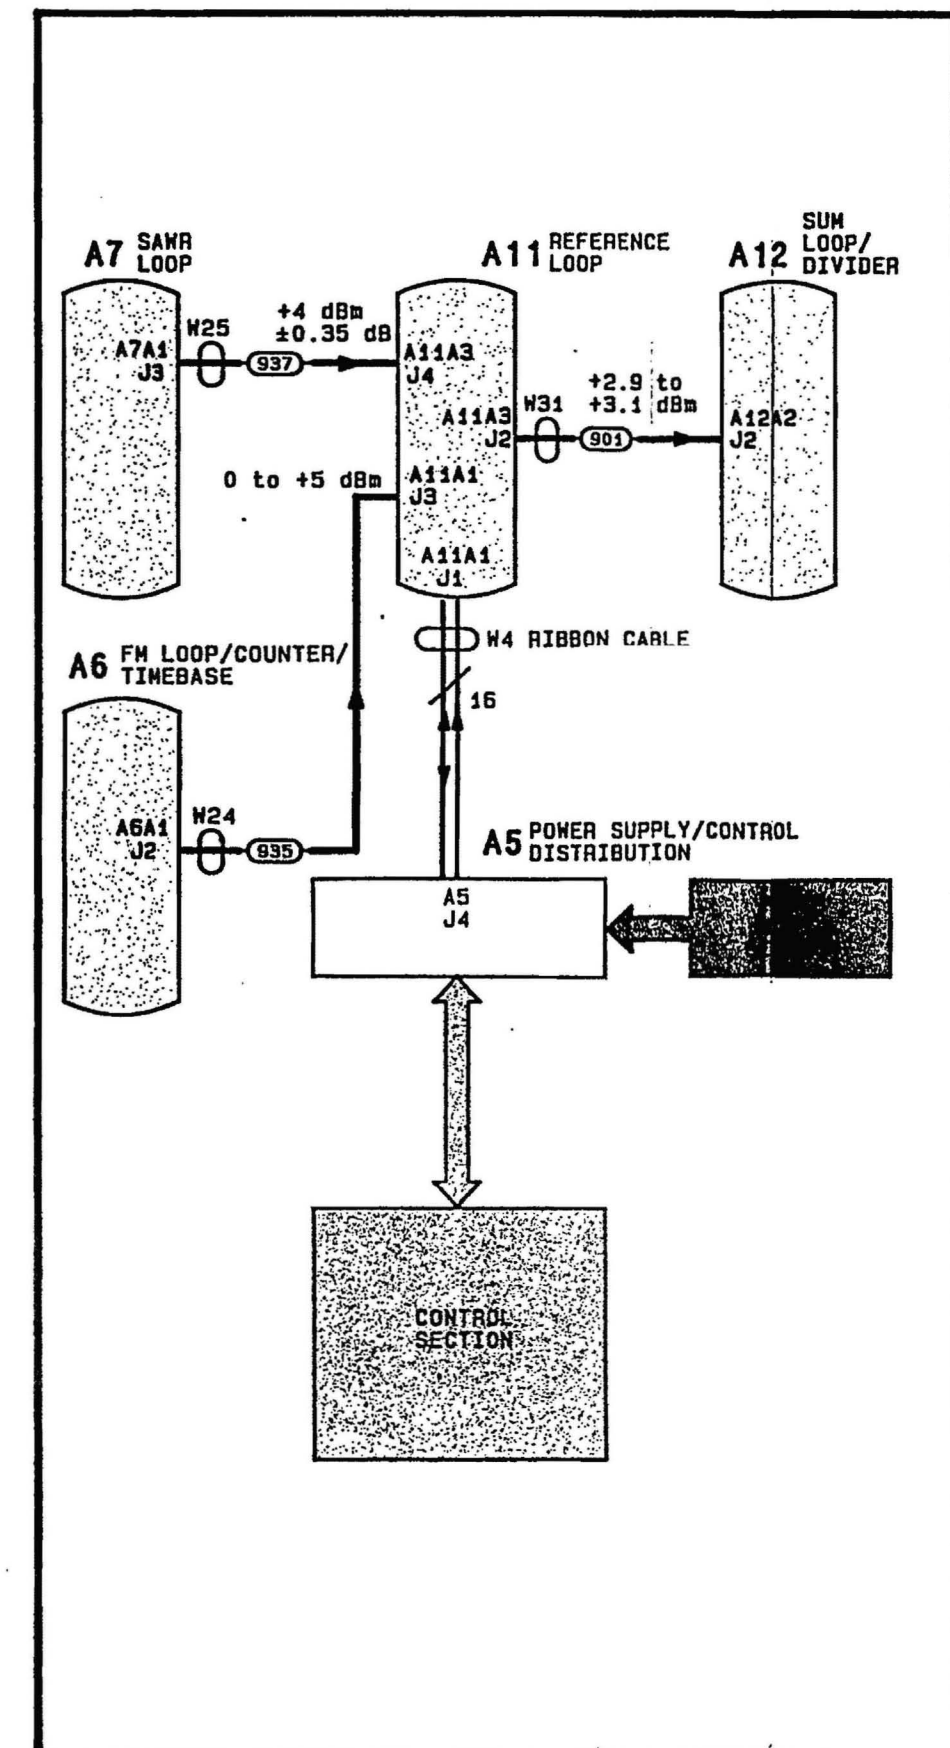 A7 SAWR
LOOP
A11 REFERENCE
LOOP
A12 SUM
LOOP/
DIVIDER
W25
+4 dBm
±0.35 dB
A7A1
J3
937
A11A3
J4
A11A3
J2
W31
901
+2.9 to
+3.1 dBm
A12A2
J2
0 to +5 dBm
A11A1
J3
A11A1
J1
W4 RIBBON CABLE
16
A6 FM LOOP/COUNTER/
TIMEBASE
A6A1
J2
W24
935
A5 POWER SUPPLY/CONTROL
DISTRIBUTION
A5
J4
CONTROL
SECTION